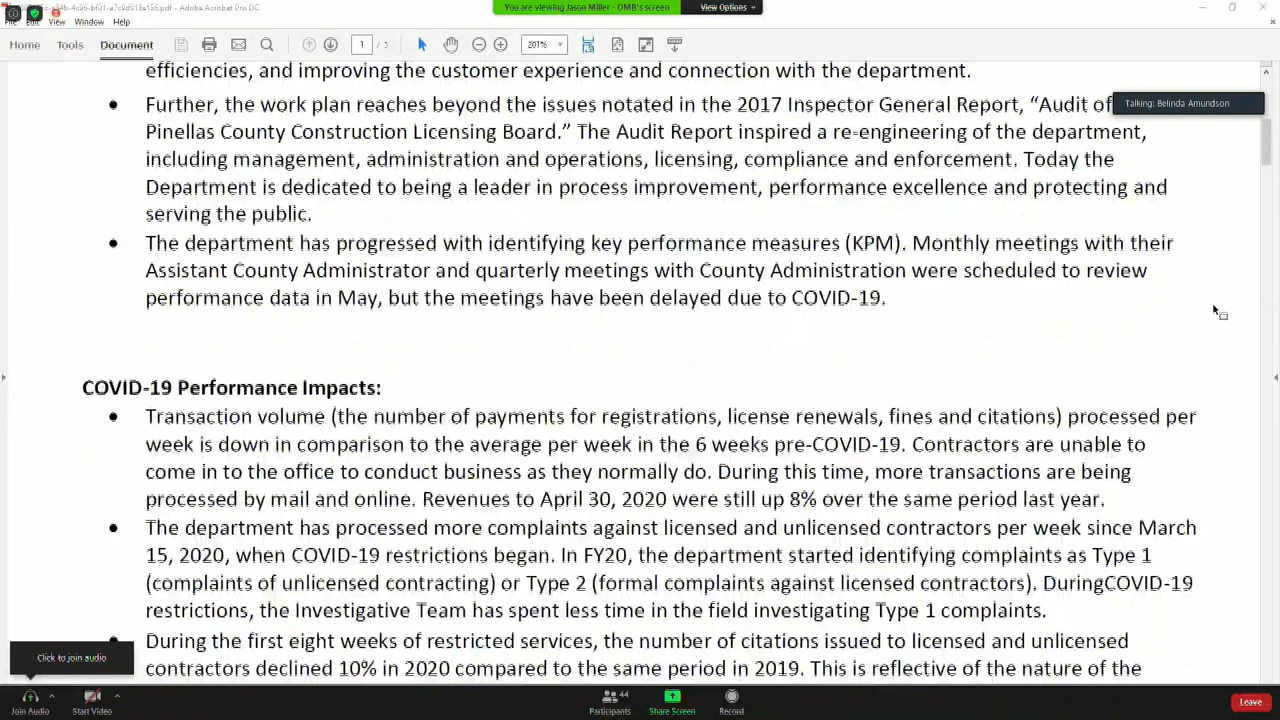 -84b-4c96-bf01-a7c9d913e156.pdf - Adobe Acrobat Pro DC
You are viewing Jason Miller - OMB's screen
View Options
File Edit View Window Help
Home Tools Document
1 / 3
201%
efficiencies, and improving the customer experience and connection with the department.
• Further, the work plan reaches beyond the issues notated in the 2017 Inspector General Report, “Audit of
Talking: Belinda Amundson
Pinellas County Construction Licensing Board.” The Audit Report inspired a re-engineering of the department,
including management, administration and operations, licensing, compliance and enforcement. Today the
Department is dedicated to being a leader in process improvement, performance excellence and protecting and
serving the public.
• The department has progressed with identifying key performance measures (KPM). Monthly meetings with their
Assistant County Administrator and quarterly meetings with County Administration were scheduled to review
performance data in May, but the meetings have been delayed due to COVID-19.
COVID-19 Performance Impacts:
• Transaction volume (the number of payments for registrations, license renewals, fines and citations) processed per
week is down in comparison to the average per week in the 6 weeks pre-COVID-19. Contractors are unable to
come in to the office to conduct business as they normally do. During this time, more transactions are being
processed by mail and online. Revenues to April 30, 2020 were still up 8% over the same period last year.
• The department has processed more complaints against licensed and unlicensed contractors per week since March
15, 2020, when COVID-19 restrictions began. In FY20, the department started identifying complaints as Type 1
(complaints of unlicensed contracting) or Type 2 (formal complaints against licensed contractors). DuringCOVID-19
restrictions, the Investigative Team has spent less time in the field investigating Type 1 complaints.
• During the first eight weeks of restricted services, the number of citations issued to licensed and unlicensed
contractors declined 10% in 2020 compared to the same period in 2019. This is reflective of the nature of the
Click to join audio
Join Audio
Start Video
44
Participants
Share Screen
Record
Leave